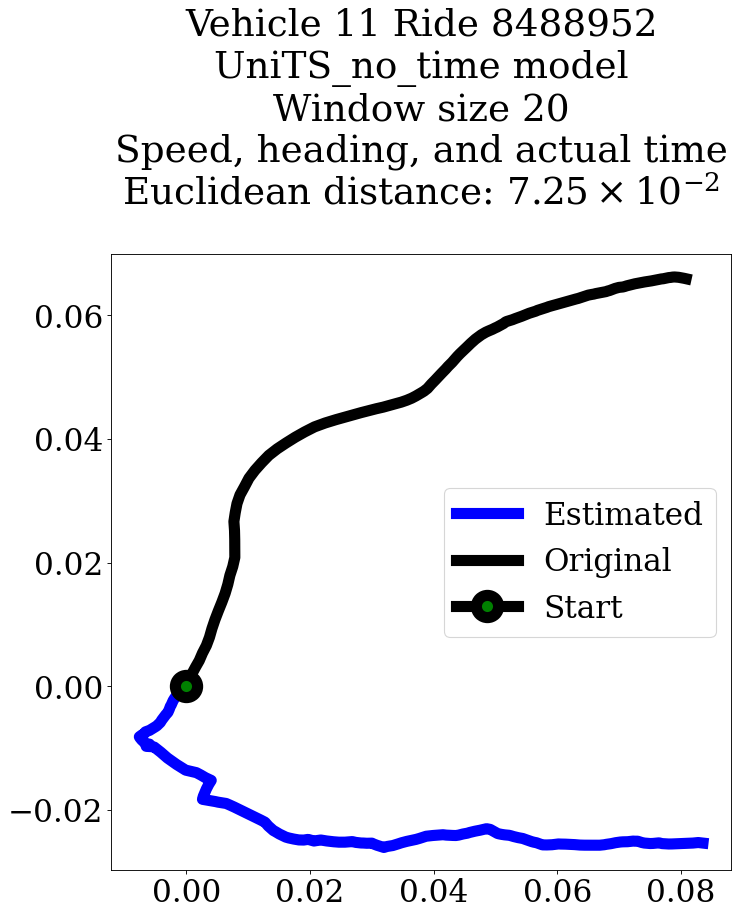 Vehicle 11 Ride 8488952
UniTS_no_time model
Window size 20
Speed, heading, and actual time
Euclidean distance: 7.25 × 10⁻²
0.06
0.04
0.02
0.00
−0.02
Estimated
Original
Start
0.00 0.02 0.04 0.06 0.08